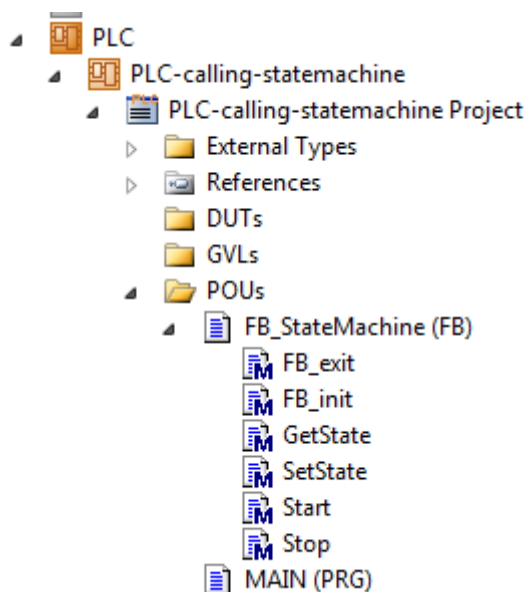 PLC
PLC-calling-statemachine
PLC-calling-statemachine Project
External Types
References
DUTs
GVLs
POUs
FB_StateMachine (FB)
FB_exit
FB_init
GetState
SetState
Start
Stop
MAIN (PRG)